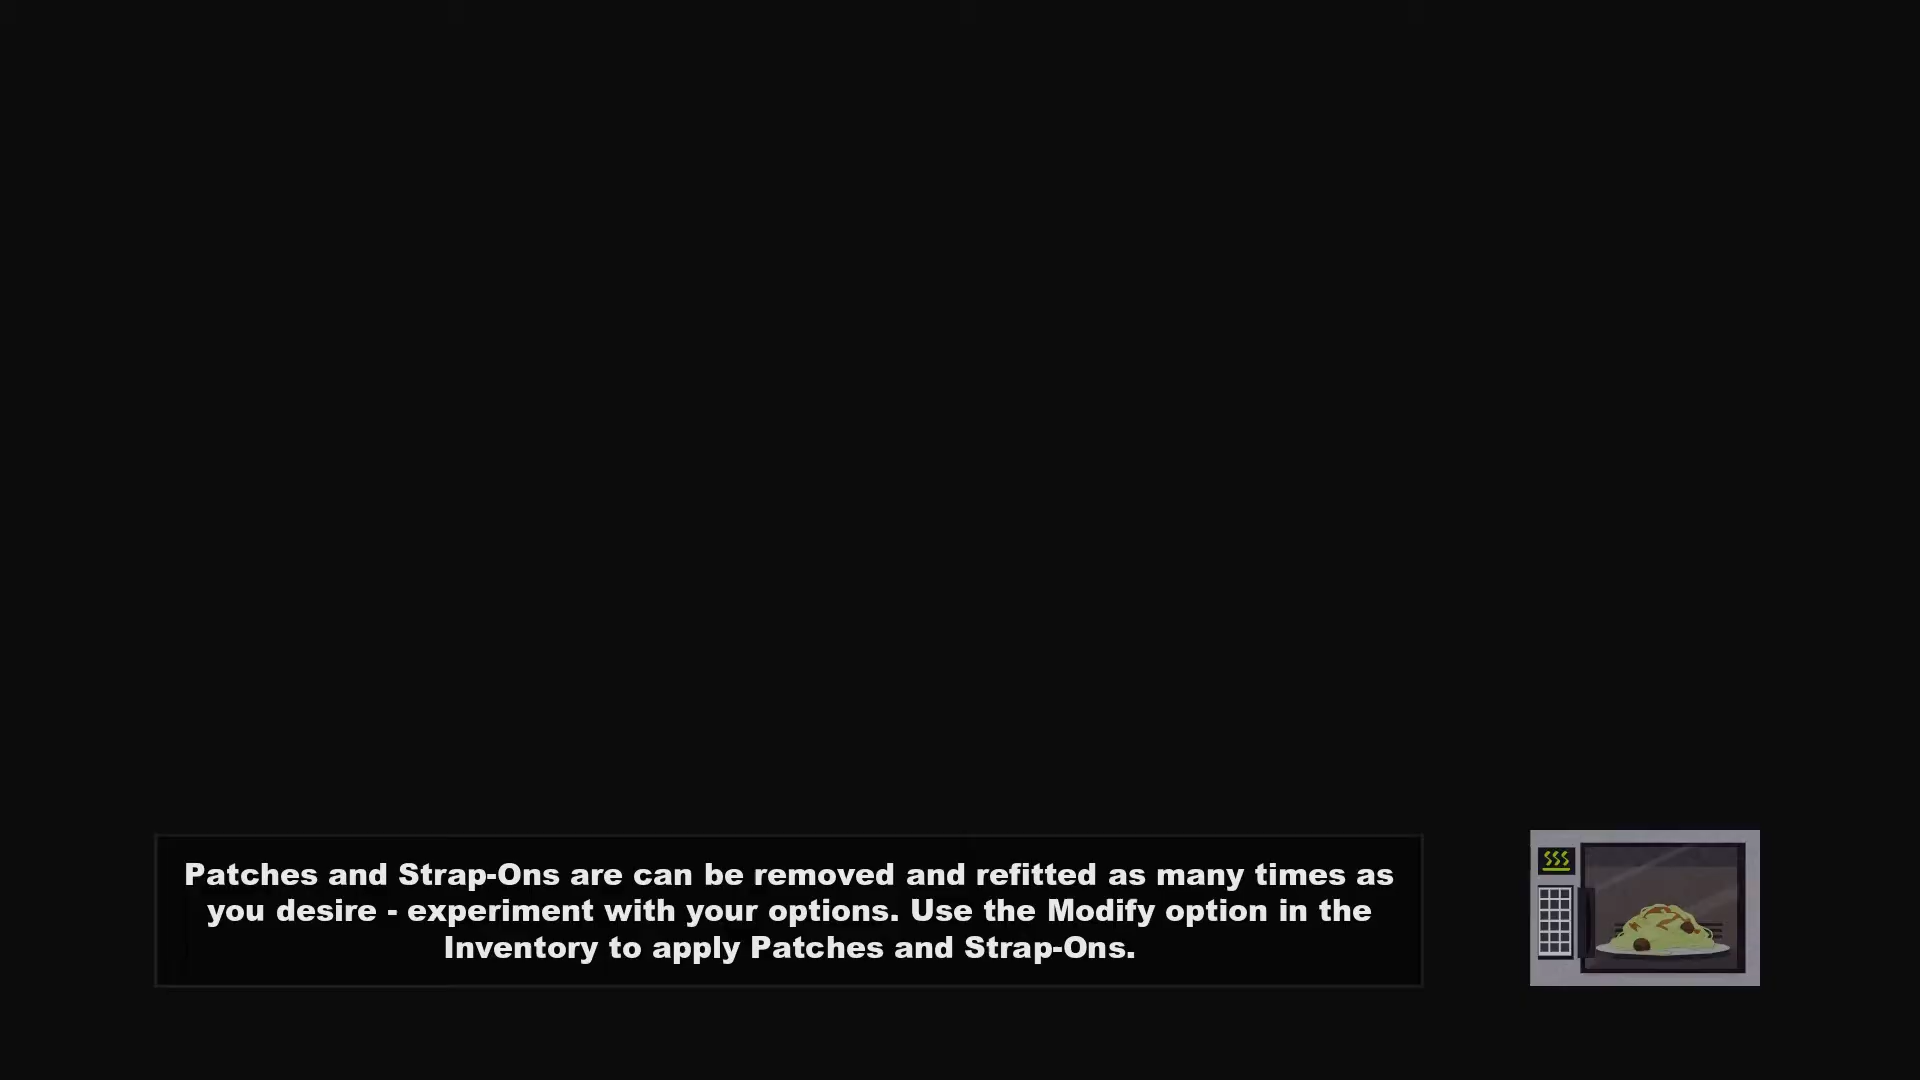 Patches and Strap-Ons are can be removed and refitted as many times as
you desire - experiment with your options. Use the Modify option in the
Inventory to apply Patches and Strap-Ons.